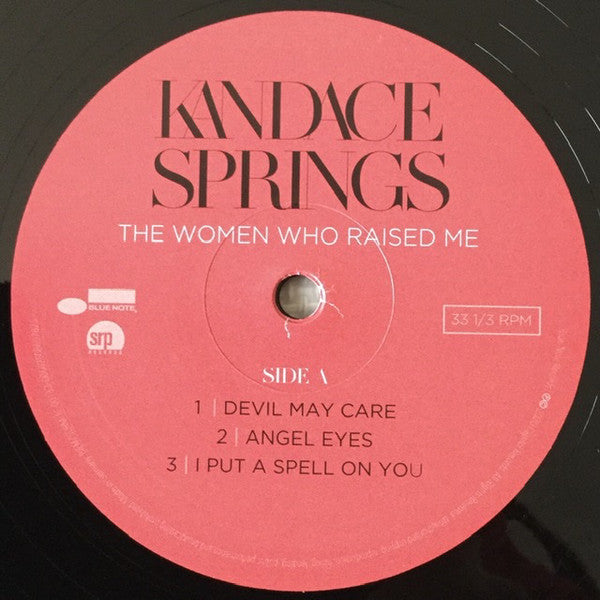 KANDACE
SPRINGS
THE WOMEN WHO RAISED ME
BLUE NOTE
srp
RECORDS
33 1/3 RPM
SIDE A
1 | DEVIL MAY CARE
2 | ANGEL EYES
3 | I PUT A SPELL ON YOU